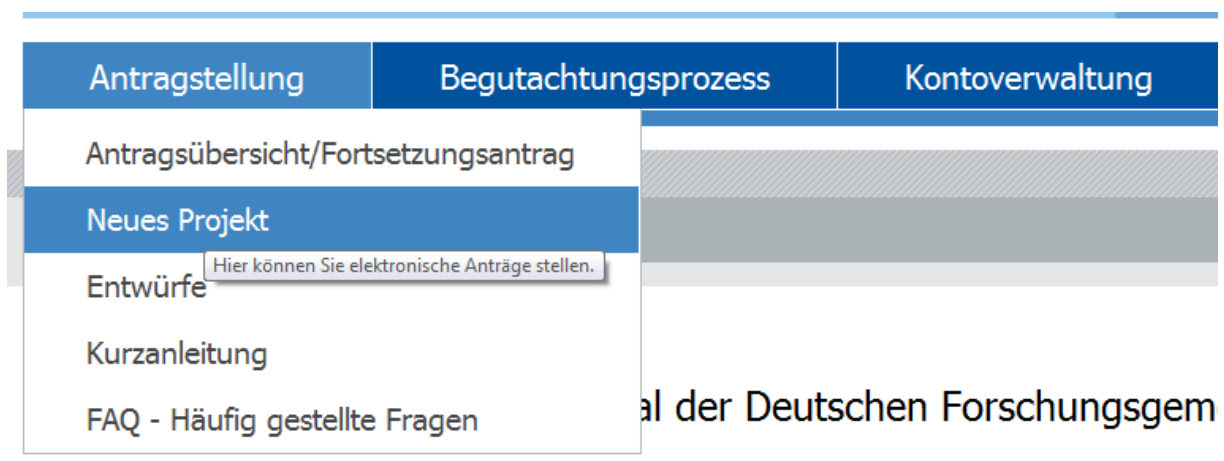 Antragstellung
Begutachtungsprozess
Kontoverwaltung
Antragsübersicht/Fortsetzungsantrag
Neues Projekt
Hier können Sie elektronische Anträge stellen.
Entwürfe
Kurzanleitung
FAQ - Häufig gestellte Fragen
al der Deutschen Forschungsgem